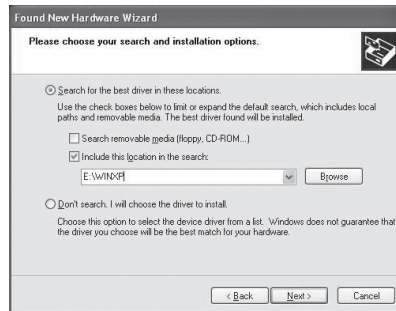 Found New Hardware Wizard
Please choose your search and installation options.
Search for the best driver in these locations.
Use the check boxes below to limit or expand the default search, which includes local
paths and removable media. The best driver found will be installed.
Search removable media (floppy, CD-ROM...)
Include this location in the search:
E:\WINXP
Browse
Don't search. I will choose the driver to install.
Choose this option to select the device driver from a list. Windows does not guarantee that
the driver you choose will be the best match for your hardware.
< Back
Next >
Cancel